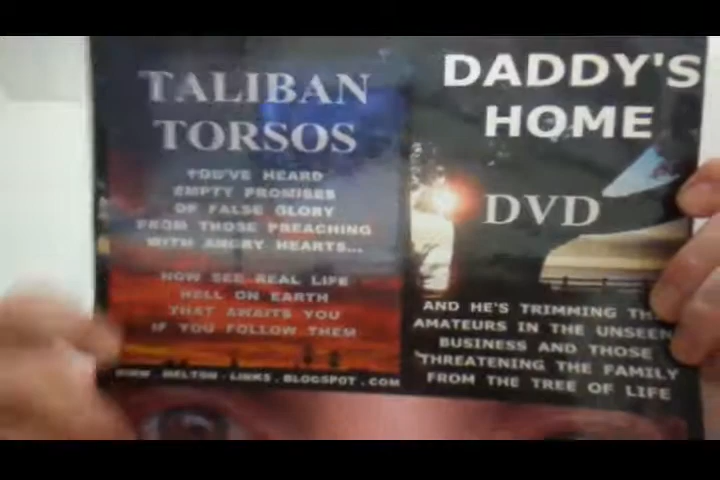 TALIBAN
TORSOS
YOU'VE HEARD
EMPTY PROMISES
OF FALSE GLORY
FROM THOSE PREACHING
WITH ANGRY HEARTS...
NOW SEE REAL LIFE
HELL ON EARTH
THAT AWAITS YOU
IF YOU FOLLOW THEM
WWW.MELTON-LINKS.BLOGSPOT.COM
DADDY'S
HOME
DVD
AND HE'S TRIMMING
AMATEURS IN THE UNSEEN
BUSINESS AND THOSE
THREATENING THE FAMILY
FROM THE TREE OF LIFE